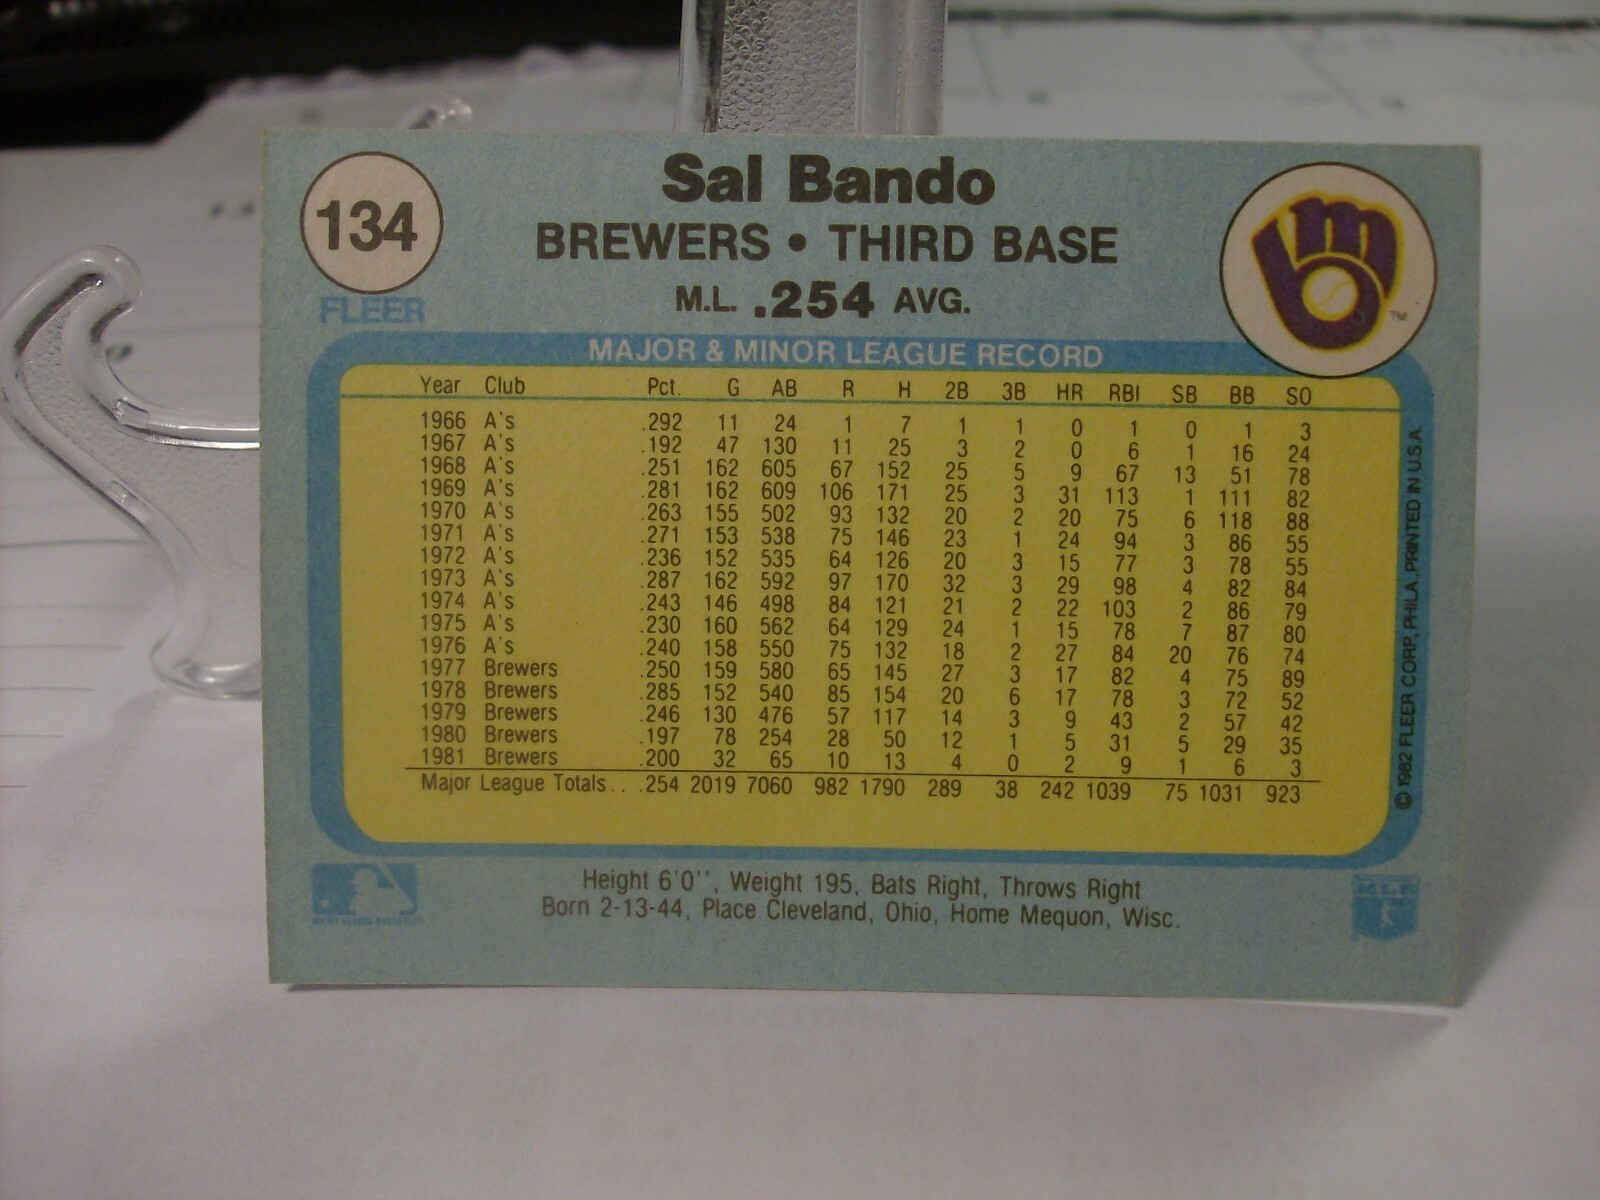 134
Sal Bando
BREWERS • THIRD BASE
M.L. .254 AVG.
FLEER
TM
MAJOR & MINOR LEAGUE RECORD
Year Club Pct. G AB R H 2B 3B HR RBI SB BB SO
1966 A's .292 11 24 1 7 1 1 0 1 0 1 3
1967 A's .192 47 130 11 25 3 2 0 6 1 16 24
1968 A's .251 162 605 67 152 25 5 9 67 13 51 78
1969 A's .281 162 609 106 171 25 3 31 113 1 111 82
1970 A's .263 155 502 93 132 20 2 20 75 6 118 88
1971 A's .271 153 538 75 146 23 1 24 94 3 86 55
1972 A's .236 152 535 64 126 20 3 15 77 3 78 55
1973 A's .287 162 592 97 170 32 3 29 98 4 82 84
1974 A's .243 146 498 84 121 21 2 22 103 2 86 79
1975 A's .230 160 562 64 129 24 1 15 78 7 87 80
1976 A's .240 158 550 75 132 18 2 27 84 20 76 74
1977 Brewers .250 159 580 65 145 27 3 17 82 4 75 89
1978 Brewers .285 152 540 85 154 20 6 17 78 3 72 52
1979 Brewers .246 130 476 57 117 14 3 9 43 2 57 42
1980 Brewers .197 78 254 28 50 12 1 5 31 5 29 35
1981 Brewers .200 32 65 10 13 4 0 2 9 1 6 3
Major League Totals . . .254 2019 7060 982 1790 289 38 242 1039 75 1031 923
© 1982 FLEER CORP., PHILA. PRINTED IN U.S.A.
Height 6'0'', Weight 195, Bats Right, Throws Right
Born 2-13-44, Place Cleveland, Ohio, Home Mequon, Wisc.